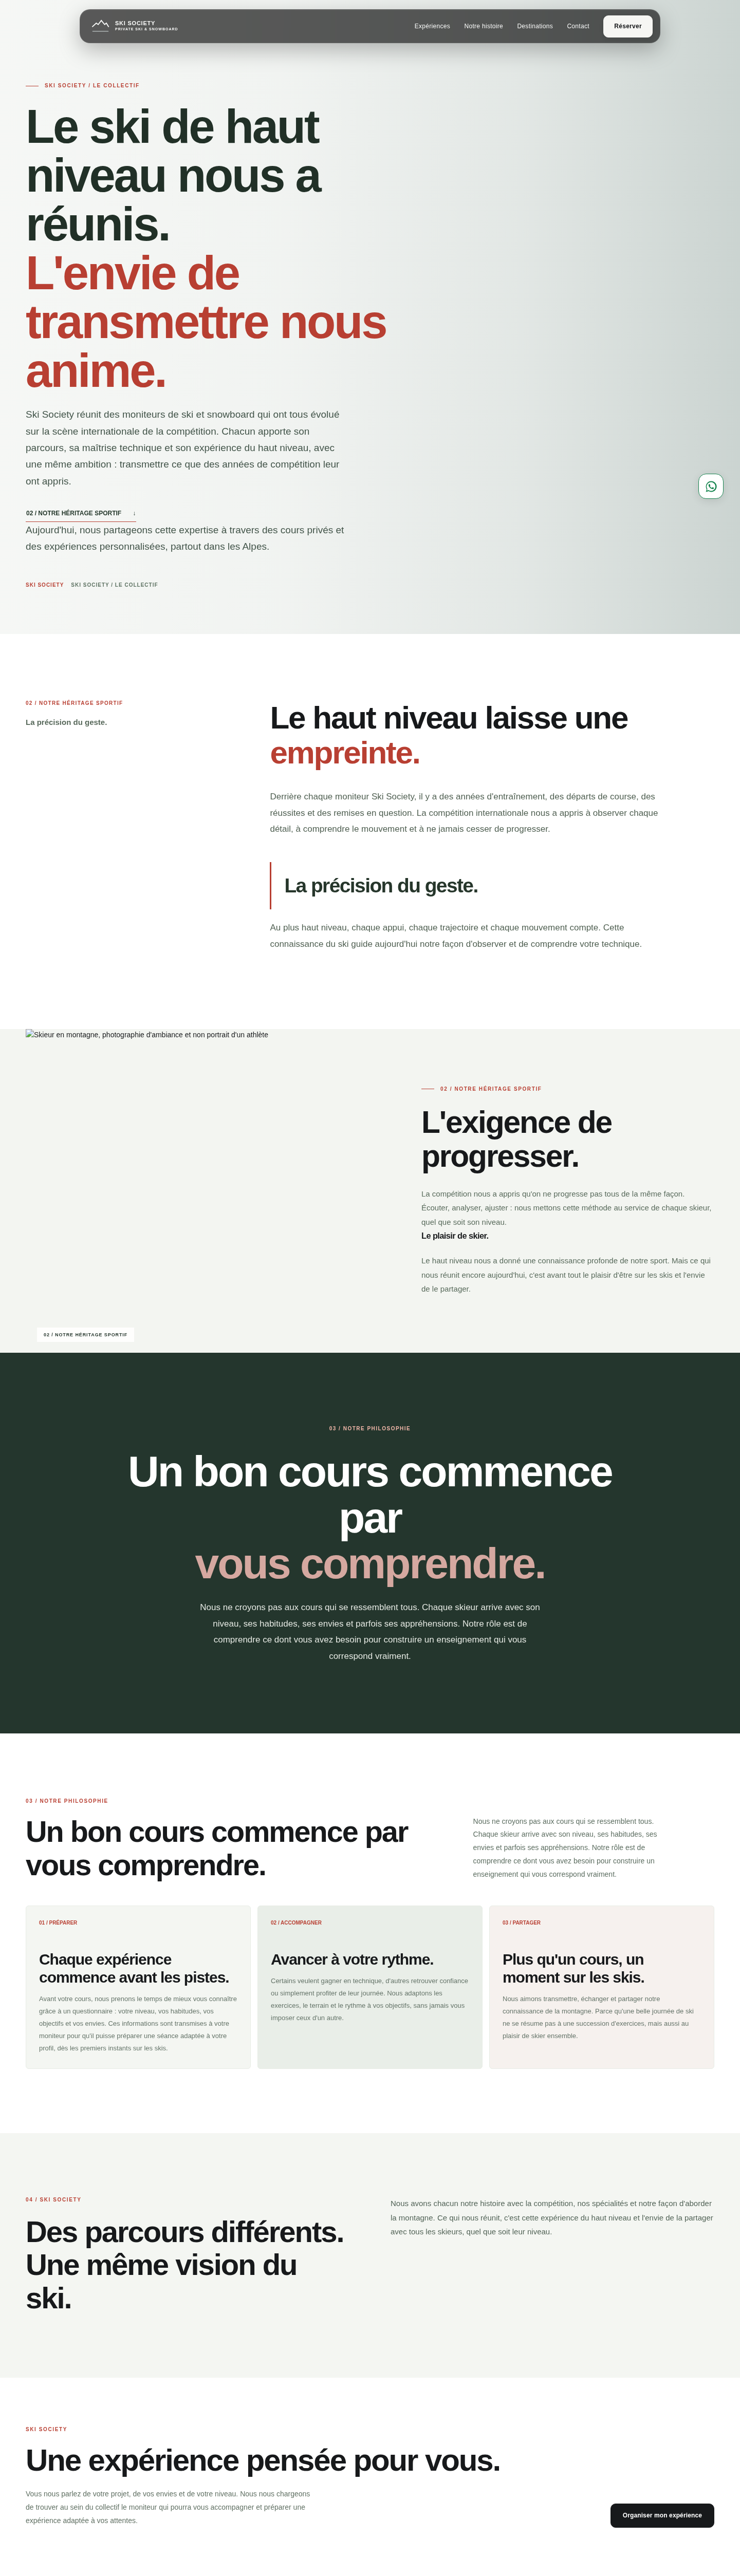 SKI SOCIETY
PRIVATE SKI & SNOWBOARD
Expériences
Notre histoire
Destinations
Contact
Réserver
SKI SOCIETY / LE COLLECTIF
Le ski de haut
niveau nous a
réunis.
L'envie de
transmettre nous
anime.
Ski Society réunit des moniteurs de ski et snowboard qui ont tous évolué
sur la scène internationale de la compétition. Chacun apporte son
parcours, sa maîtrise technique et son expérience du haut niveau, avec
une même ambition : transmettre ce que des années de compétition leur
ont appris.
02 / NOTRE HÉRITAGE SPORTIF ↓
Aujourd'hui, nous partageons cette expertise à travers des cours privés et
des expériences personnalisées, partout dans les Alpes.
SKI SOCIETY SKI SOCIETY / LE COLLECTIF
02 / NOTRE HÉRITAGE SPORTIF
La précision du geste.
Le haut niveau laisse une
empreinte.
Derrière chaque moniteur Ski Society, il y a des années d'entraînement, des départs de course, des
réussites et des remises en question. La compétition internationale nous a appris à observer chaque
détail, à comprendre le mouvement et à ne jamais cesser de progresser.
La précision du geste.
Au plus haut niveau, chaque appui, chaque trajectoire et chaque mouvement compte. Cette
connaissance du ski guide aujourd'hui notre façon d'observer et de comprendre votre technique.
Skieur en montagne, photographie d'ambiance et non portrait d'un athlète
02 / NOTRE HÉRITAGE SPORTIF
02 / NOTRE HÉRITAGE SPORTIF
L'exigence de
progresser.
La compétition nous a appris qu'on ne progresse pas tous de la même façon.
Écouter, analyser, ajuster : nous mettons cette méthode au service de chaque skieur,
quel que soit son niveau.
Le plaisir de skier.
Le haut niveau nous a donné une connaissance profonde de notre sport. Mais ce qui
nous réunit encore aujourd'hui, c'est avant tout le plaisir d'être sur les skis et l'envie
de le partager.
03 / NOTRE PHILOSOPHIE
Un bon cours commence
par
vous comprendre.
Nous ne croyons pas aux cours qui se ressemblent tous. Chaque skieur arrive avec son
niveau, ses habitudes, ses envies et parfois ses appréhensions. Notre rôle est de
comprendre ce dont vous avez besoin pour construire un enseignement qui vous
correspond vraiment.
03 / NOTRE PHILOSOPHIE
Un bon cours commence par
vous comprendre.
Nous ne croyons pas aux cours qui se ressemblent tous.
Chaque skieur arrive avec son niveau, ses habitudes, ses
envies et parfois ses appréhensions. Notre rôle est de
comprendre ce dont vous avez besoin pour construire un
enseignement qui vous correspond vraiment.
01 / PRÉPARER
Chaque expérience
commence avant les pistes.
Avant votre cours, nous prenons le temps de mieux vous connaître
grâce à un questionnaire : votre niveau, vos habitudes, vos
objectifs et vos envies. Ces informations sont transmises à votre
moniteur pour qu'il puisse préparer une séance adaptée à votre
profil, dès les premiers instants sur les skis.
02 / ACCOMPAGNER
Avancer à votre rythme.
Certains veulent gagner en technique, d'autres retrouver confiance
ou simplement profiter de leur journée. Nous adaptons les
exercices, le terrain et le rythme à vos objectifs, sans jamais vous
imposer ceux d'un autre.
03 / PARTAGER
Plus qu'un cours, un
moment sur les skis.
Nous aimons transmettre, échanger et partager notre
connaissance de la montagne. Parce qu'une belle journée de ski
ne se résume pas à une succession d'exercices, mais aussi au
plaisir de skier ensemble.
04 / SKI SOCIETY
Des parcours différents.
Une même vision du
ski.
Nous avons chacun notre histoire avec la compétition, nos spécialités et notre façon d'aborder
la montagne. Ce qui nous réunit, c'est cette expérience du haut niveau et l'envie de la partager
avec tous les skieurs, quel que soit leur niveau.
SKI SOCIETY
Une expérience pensée pour vous.
Vous nous parlez de votre projet, de vos envies et de votre niveau. Nous nous chargeons
de trouver au sein du collectif le moniteur qui pourra vous accompagner et préparer une
expérience adaptée à vos attentes.
Organiser mon expérience